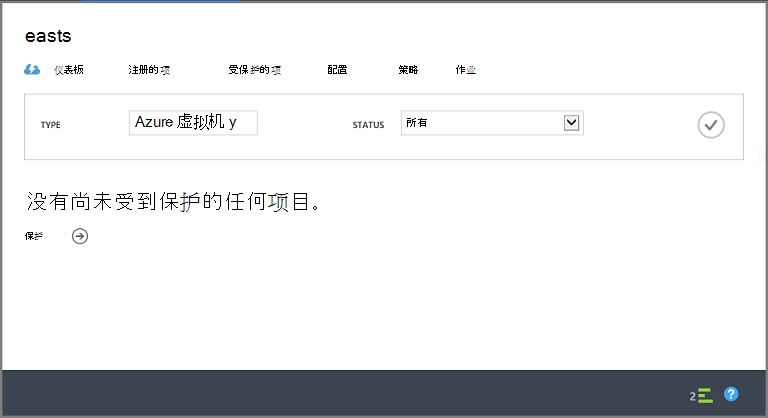 easts
仪表板 注册的项 受保护的项 配置 策略 作业
TYPE Azure 虚拟机 y STATUS 所有
没有尚未受到保护的任何项目。
保护
2 ?